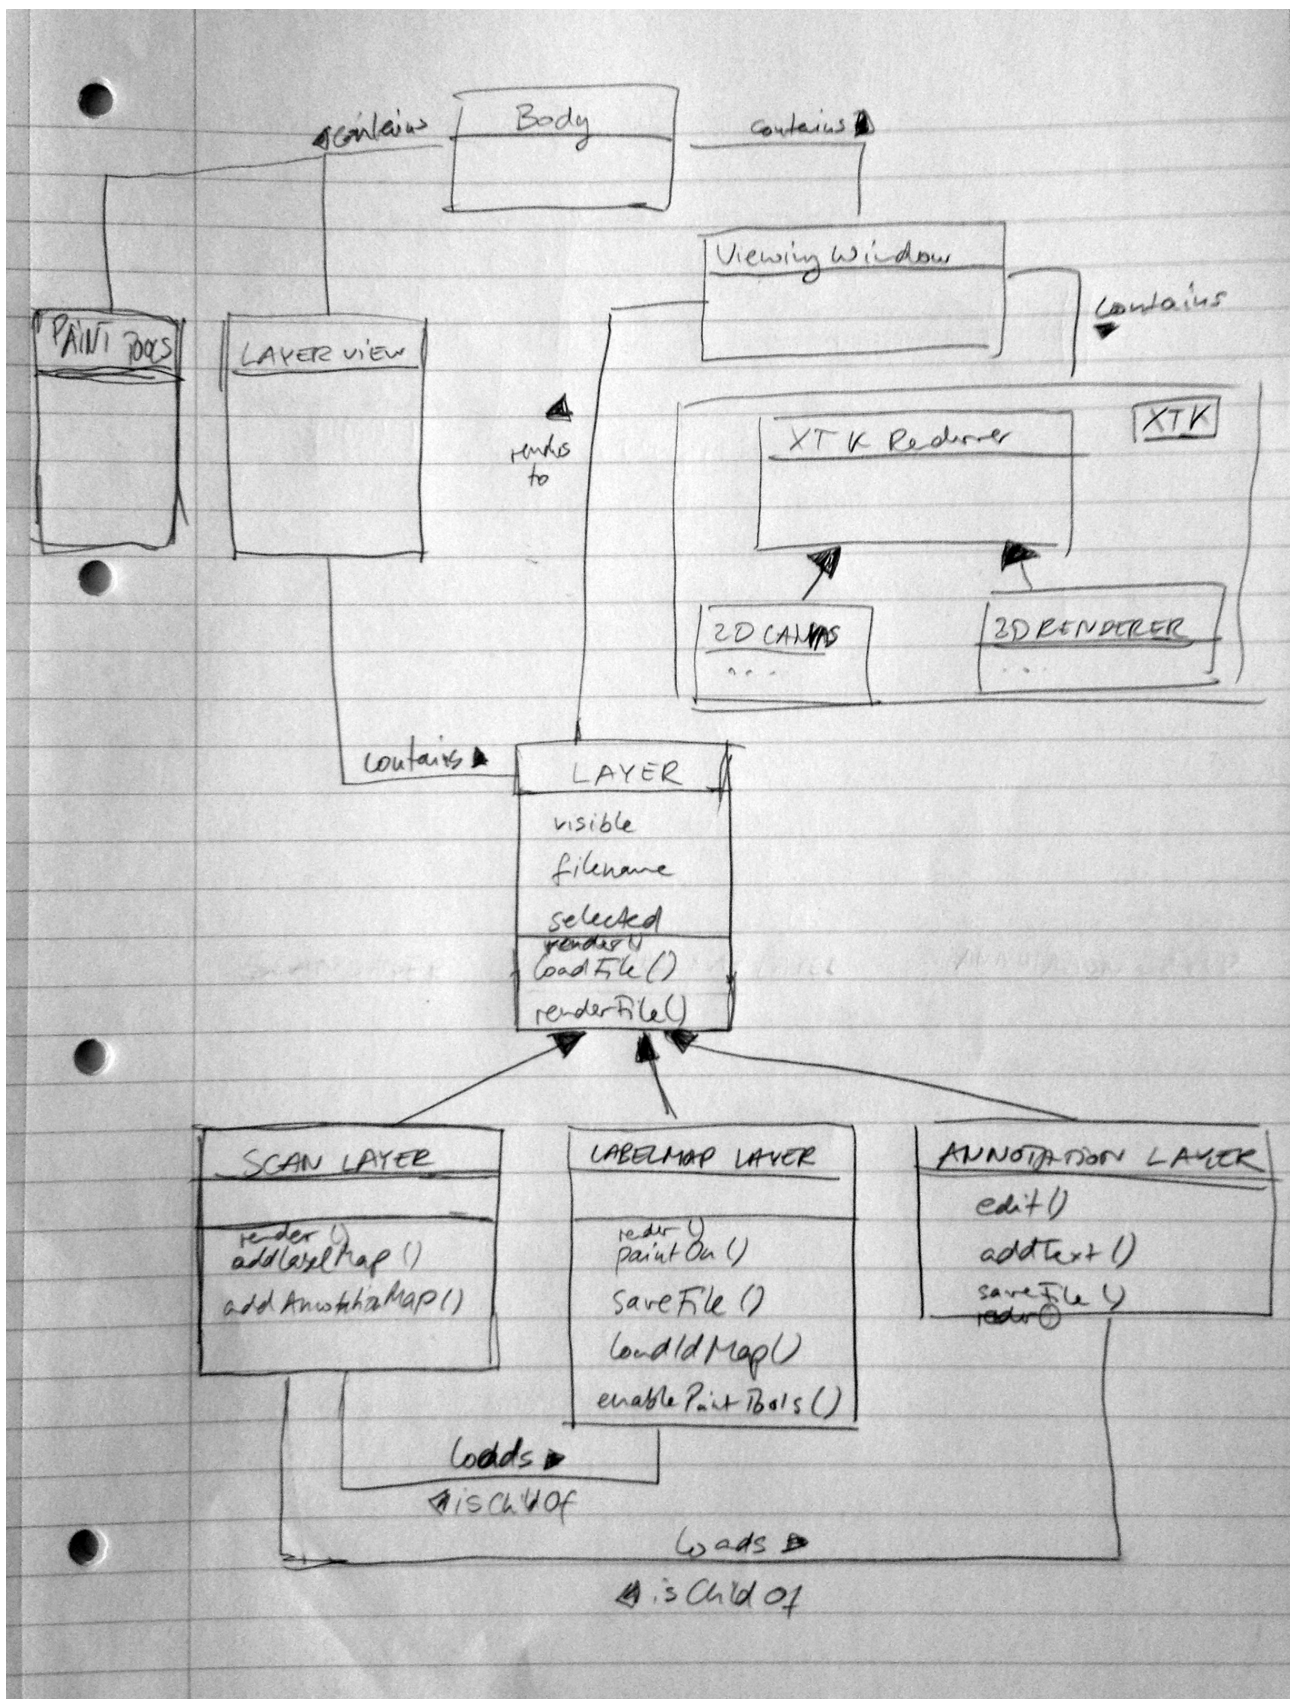 contains
Body
contains
Viewing Window
contains
PAINT TOOLS
LAYER VIEW
renders
to
XTK Renderer
XTK
2D CANVAS
...
3D RENDERER
...
contains
LAYER
visible
filename
selected
render()
loadFile()
renderFile()
SCAN LAYER
render()
addLabelMap()
addAnnotationMap()
LABELMAP LAYER
render()
paintOn()
saveFile()
loadIdMap()
enablePaintTools()
ANNOTATION LAYER
edit()
addText()
saveFile()
render()
loads
isChildOf
loads
isChildOf